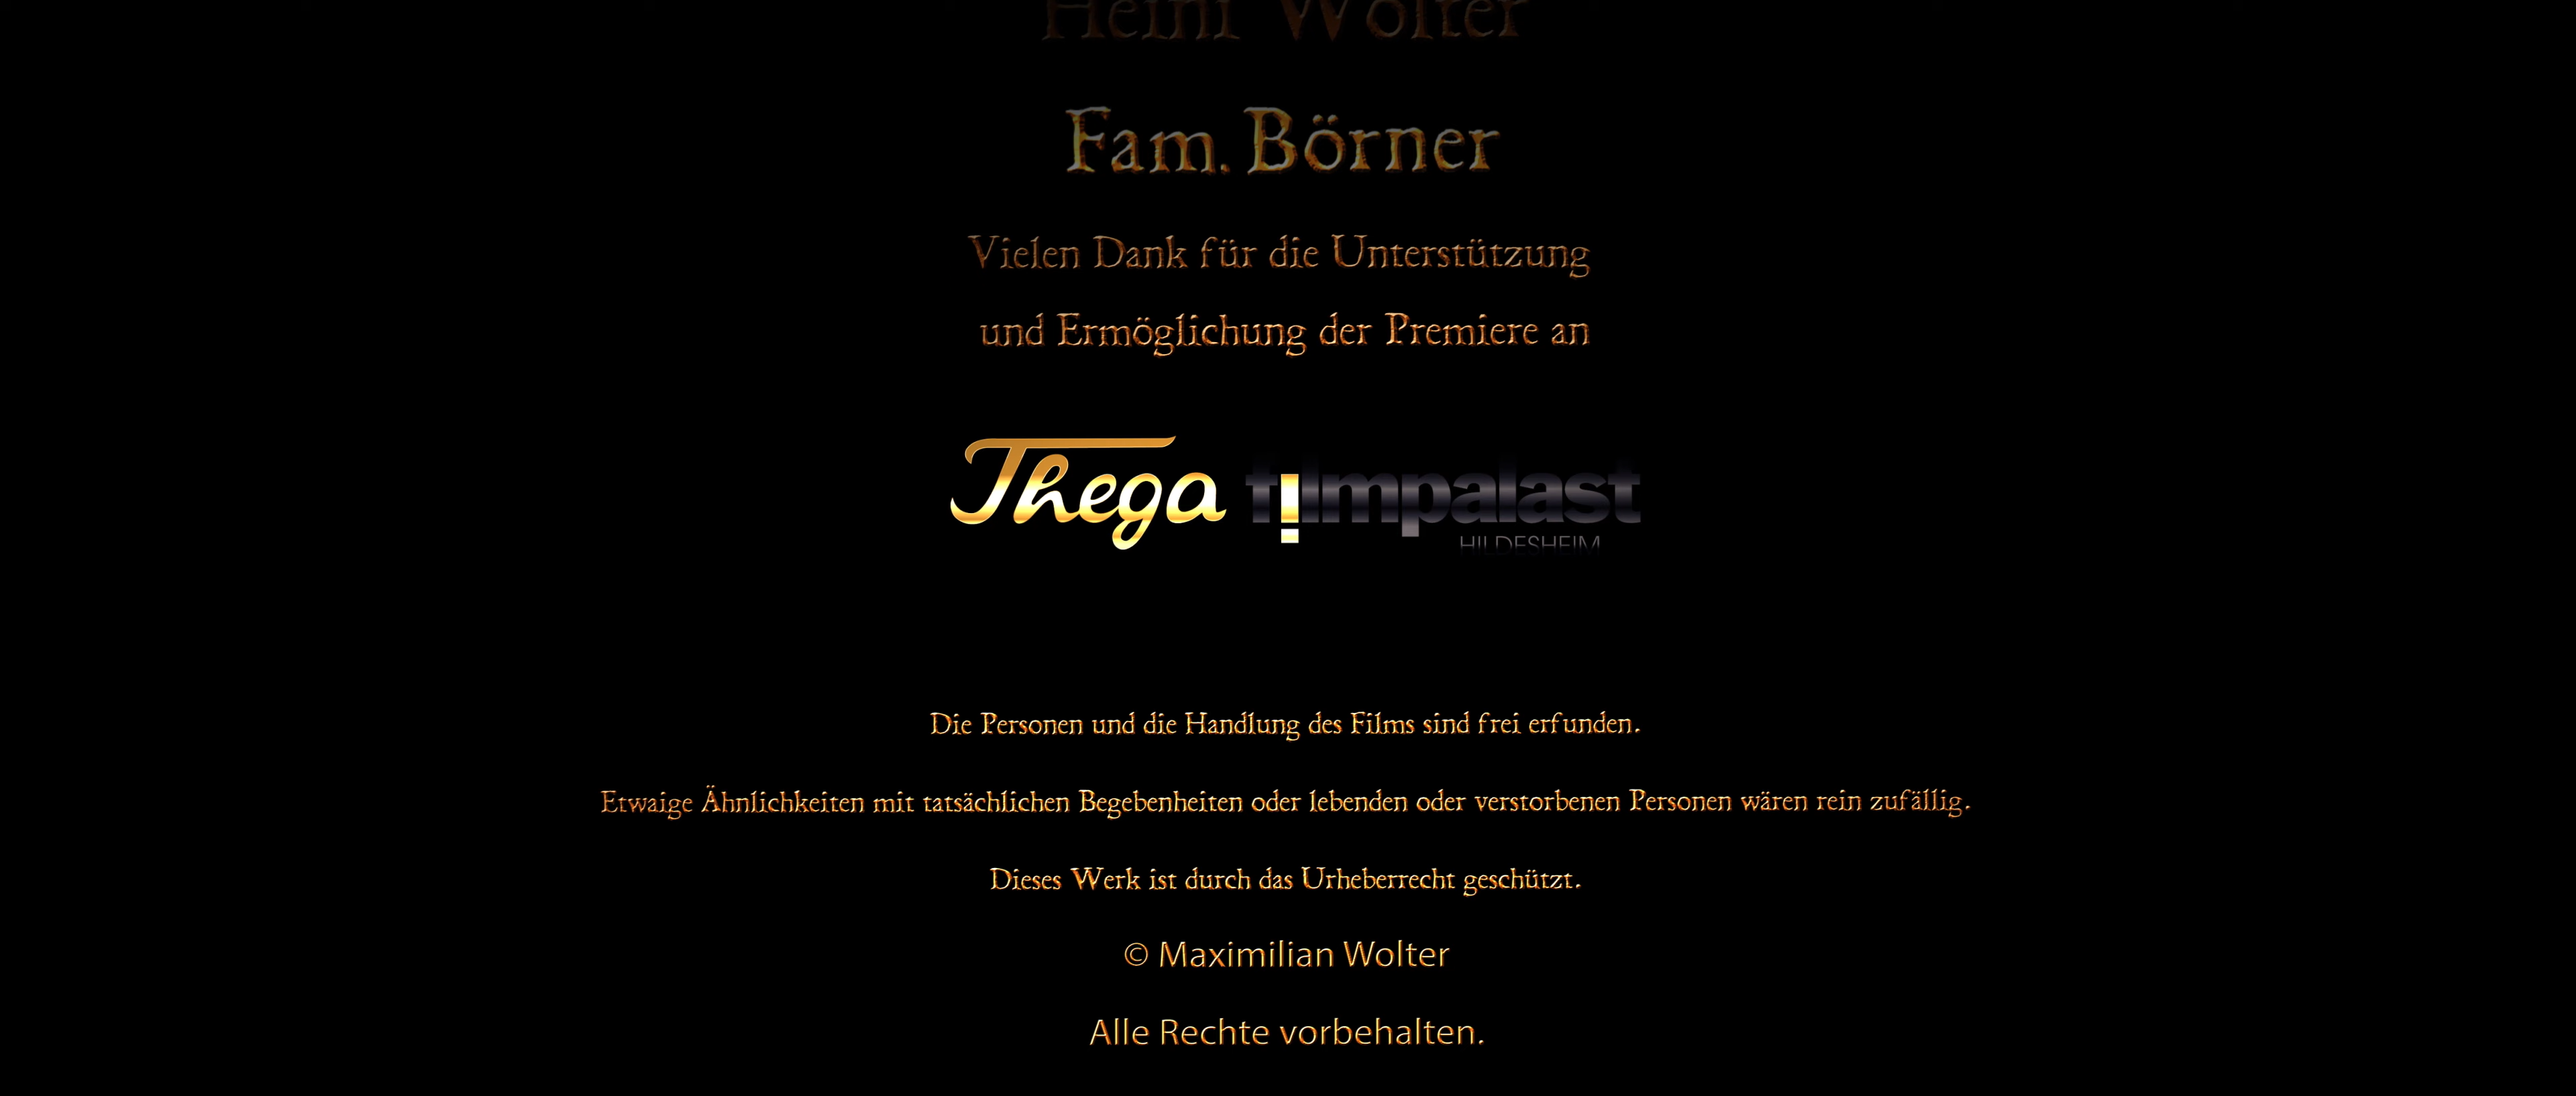 Heini Wolter
Fam. Börner
Vielen Dank für die Unterstützung
und Ermöglichung der Premiere an
Thega filmpalast
HILDESHEIM
Die Personen und die Handlung des Films sind frei erfunden.
Etwaige Ähnlichkeiten mit tatsächlichen Begebenheiten oder lebenden oder verstorbenen Personen wären rein zufällig.
Dieses Werk ist durch das Urheberrecht geschützt.
© Maximilian Wolter
Alle Rechte vorbehalten.